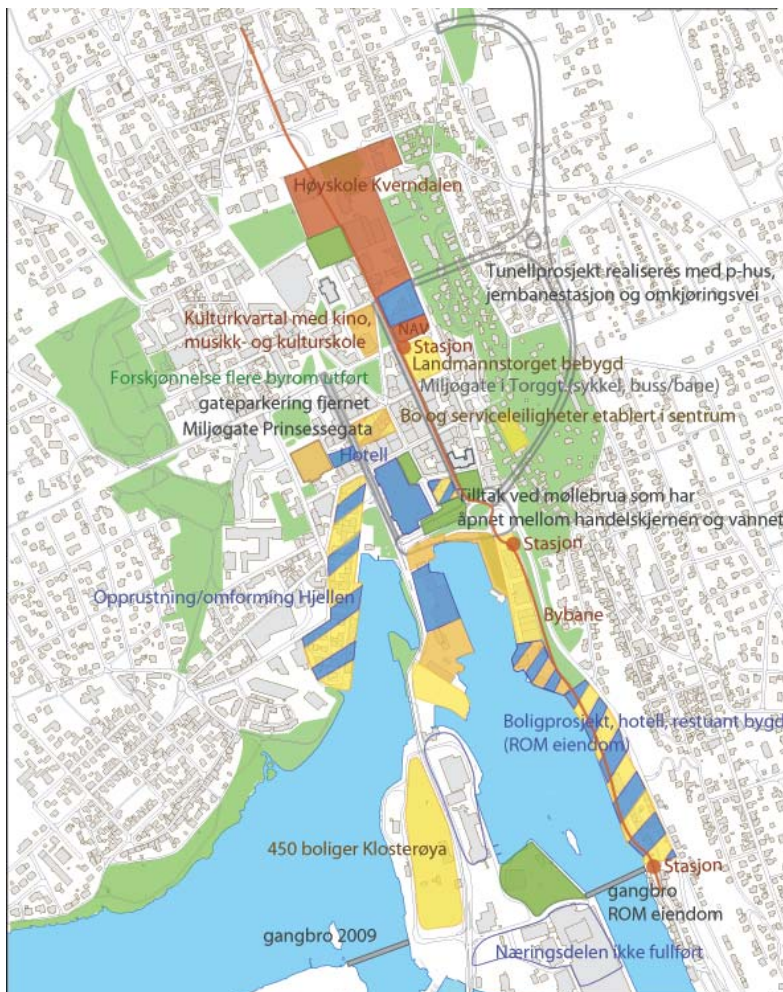 Høyskole Kverndalen
Tunellprosjekt realiseres med p-hus,
jernbanestasjon og omkjøringsvei
Kulturkvartal med kino,
musikk- og kulturskole
NAV
Stasjon
Landmannstorget bebygd
Forskjønnelse flere byrom utført
Miljøgate i Torggt (sykkel, buss/bane)
gateparkering fjernet
Bo og serviceleiligheter etablert i sentrum
Miljøgate Prinsessegata
Hotell
Tilltak ved møllebrua som har
åpnet mellom handelskjernen og vannet
Stasjon
Opprustning/omforming Hjellen
Bybane
Boligprosjekt, hotell, restuant bygd
(ROM eiendom)
450 boliger Klosterøya
Stasjon
gangbro
ROM eiendom
gangbro 2009
Næringsdelen ikke fullført